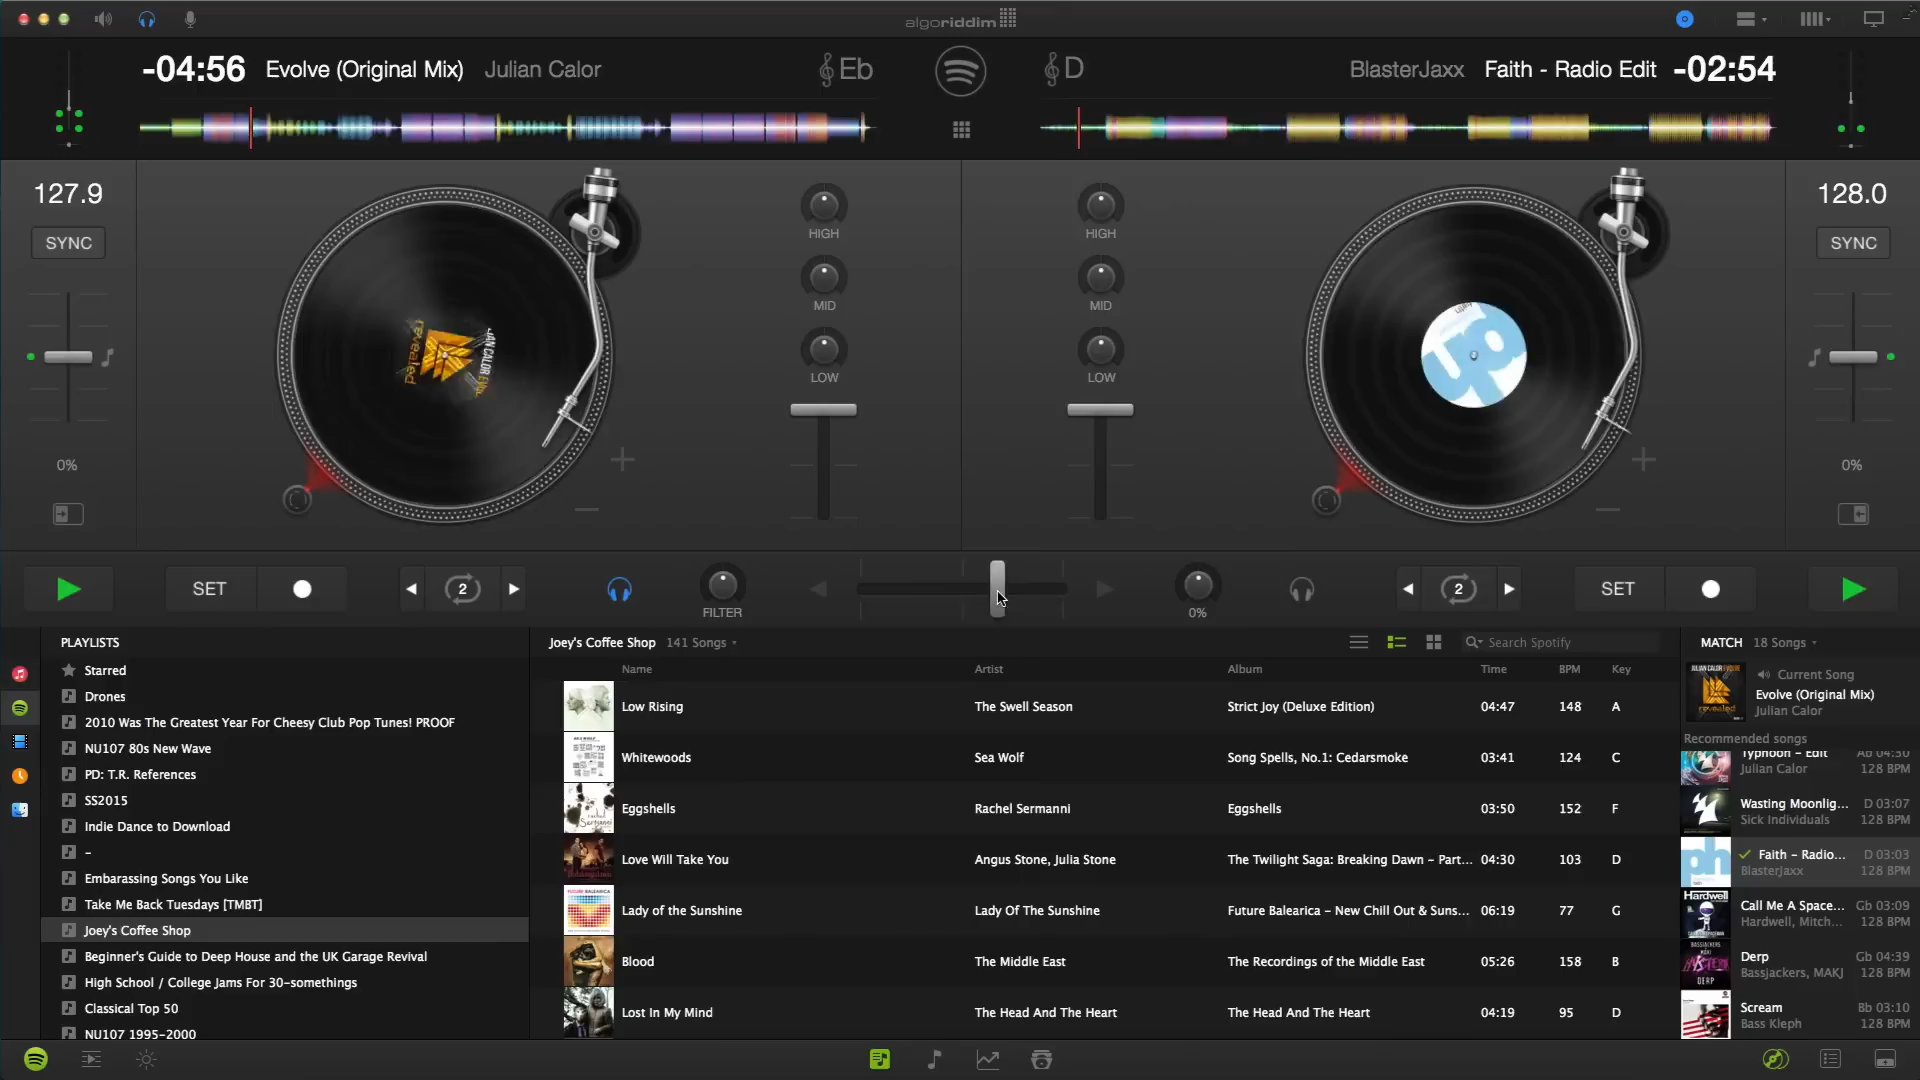 algoriddim
-04:56 Evolve (Original Mix) Julian Calor Eb
D BlasterJaxx Faith - Radio Edit -02:54
127.9
SYNC
0%
HIGH
MID
LOW
revealed
JULIAN CALOR
HIGH
MID
LOW
128.0
SYNC
0%
SET
2
FILTER
0%
2
SET
PLAYLISTS
Starred
Drones
2010 Was The Greatest Year For Cheesy Club Pop Tunes! PROOF
NU107 80s New Wave
PD: T.R. References
SS2015
Indie Dance to Download
–
Embarassing Songs You Like
Take Me Back Tuesdays [TMBT]
Joey's Coffee Shop
Beginner's Guide to Deep House and the UK Garage Revival
High School / College Jams For 30-somethings
Classical Top 50
NU107 1995-2000
Joey's Coffee Shop 141 Songs
Search Spotify
Name Artist Album Time BPM Key
Low Rising The Swell Season Strict Joy (Deluxe Edition) 04:47 148 A
Whitewoods Sea Wolf Song Spells, No.1: Cedarsmoke 03:41 124 C
Eggshells Rachel Sermanni Eggshells 03:50 152 F
Love Will Take You Angus Stone, Julia Stone The Twilight Saga: Breaking Dawn – Part... 04:30 103 D
Lady of the Sunshine Lady Of The Sunshine Future Balearica – New Chill Out & Suns... 06:19 77 G
Blood The Middle East The Recordings of the Middle East 05:26 158 B
Lost In My Mind The Head And The Heart The Head And The Heart 04:19 95 D
MATCH 18 Songs
Current Song
Evolve (Original Mix)
Julian Calor
Recommended songs
Typhoon - Edit Ab 04:30
Julian Calor 128 BPM
Wasting Moonlig... D 03:07
Sick Individuals 128 BPM
Faith – Radio... D 03:03
BlasterJaxx 128 BPM
Call Me A Space... Gb 03:09
Hardwell, Mitch... 128 BPM
Derp Gb 04:39
Bassjackers, MAKJ 128 BPM
Scream Bb 03:10
Bass Kleph 128 BPM